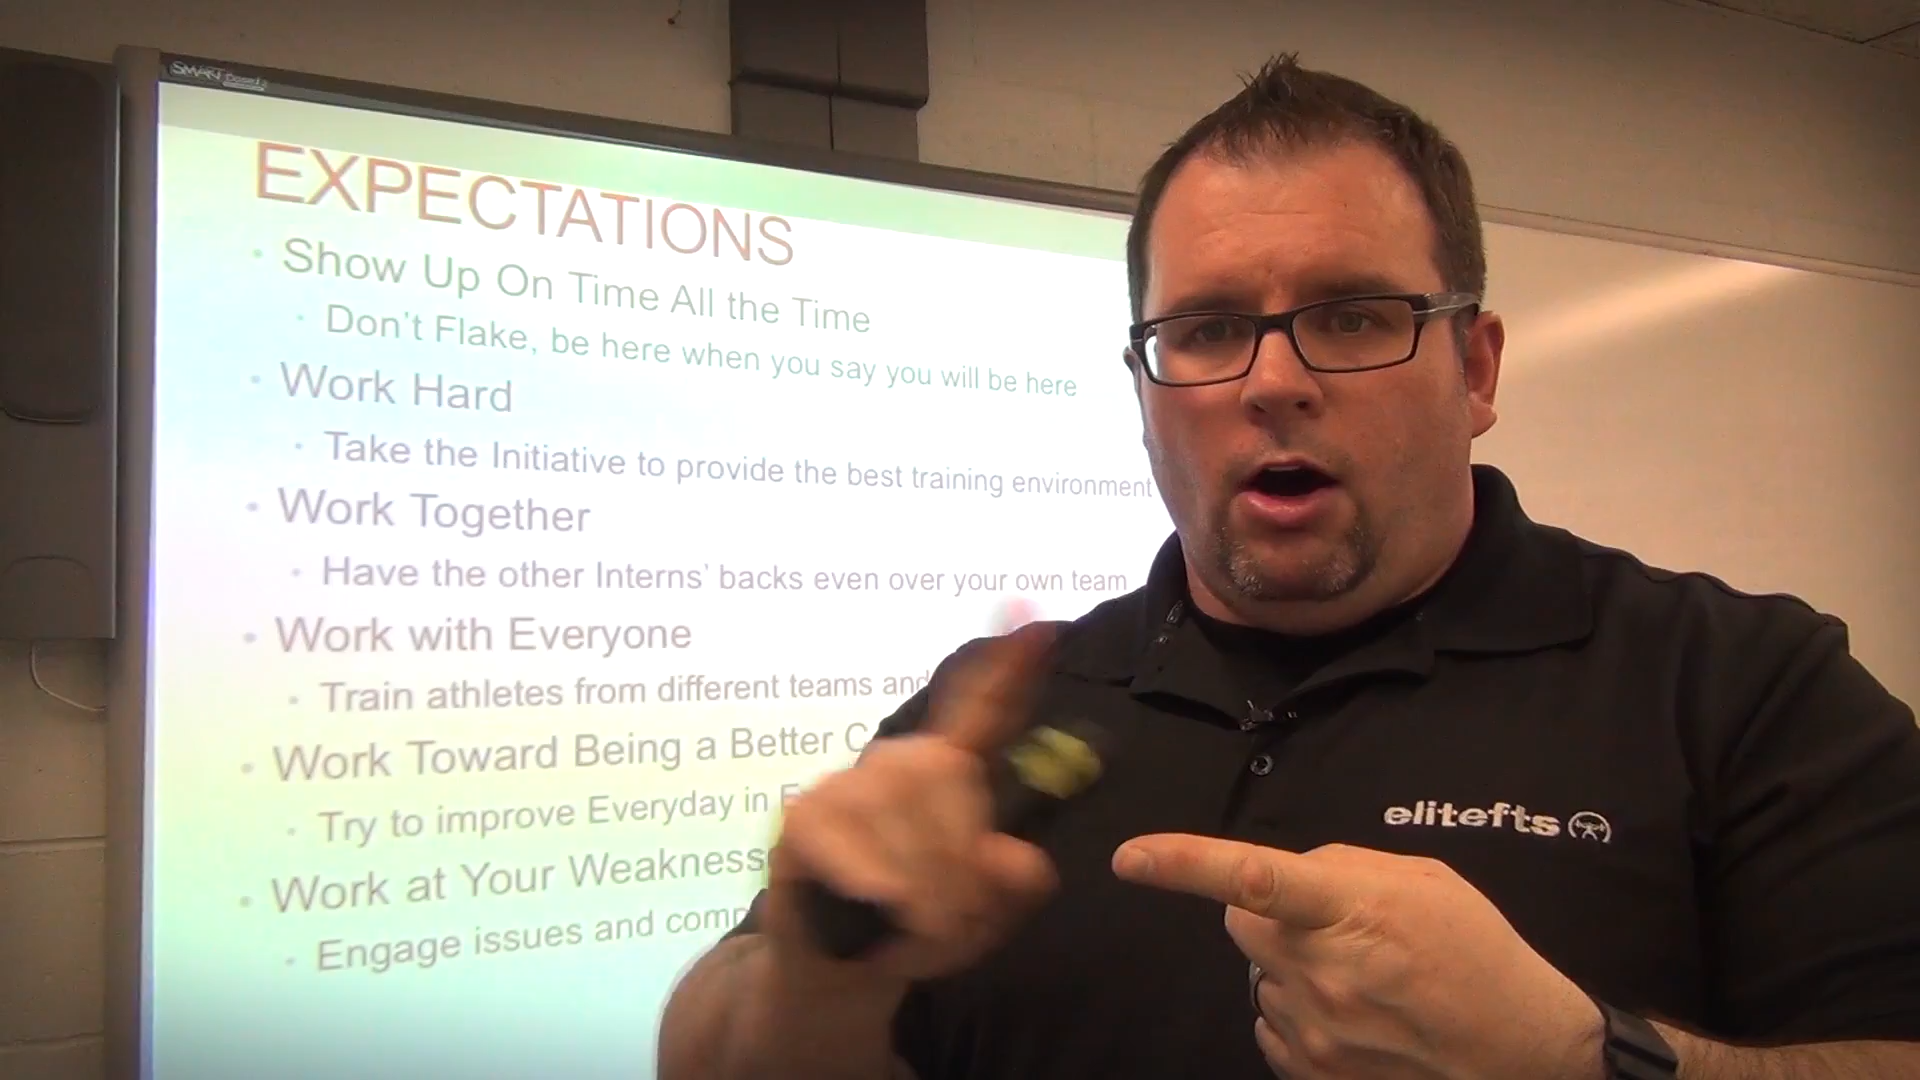 SMART Board
EXPECTATIONS
• Show Up On Time All the Time
• Don't Flake, be here when you say you will be here
• Work Hard
• Take the Initiative to provide the best training environment
• Work Together
• Have the other Interns' backs even over your own team
• Work with Everyone
• Train athletes from different teams and
• Work Toward Being a Better C
• Try to improve Everyday in E
• Work at Your Weakness
• Engage issues and comp
elitefts